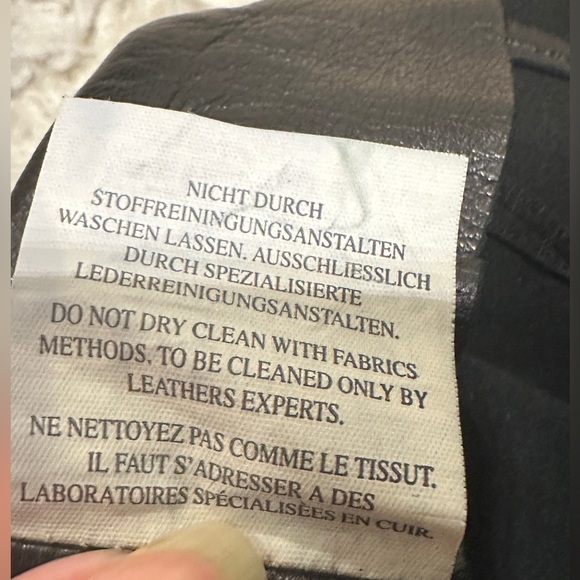 NICHT DURCH
STOFFREININGUNGSANSTALTEN
WASCHEN LASSEN. AUSSCHLIESSLICH
DURCH SPEZIALISIERTE
LEDERREINIGUNGSANSTALTEN.
DO NOT DRY CLEAN WITH FABRICS
METHODS. TO BE CLEANED ONLY BY
LEATHERS EXPERTS.
NE NETTOYEZ PAS COMME LE TISSUT.
IL FAUT S'ADRESSER A DES
LABORATOIRES SPÉCIALISÉES EN CUIR.